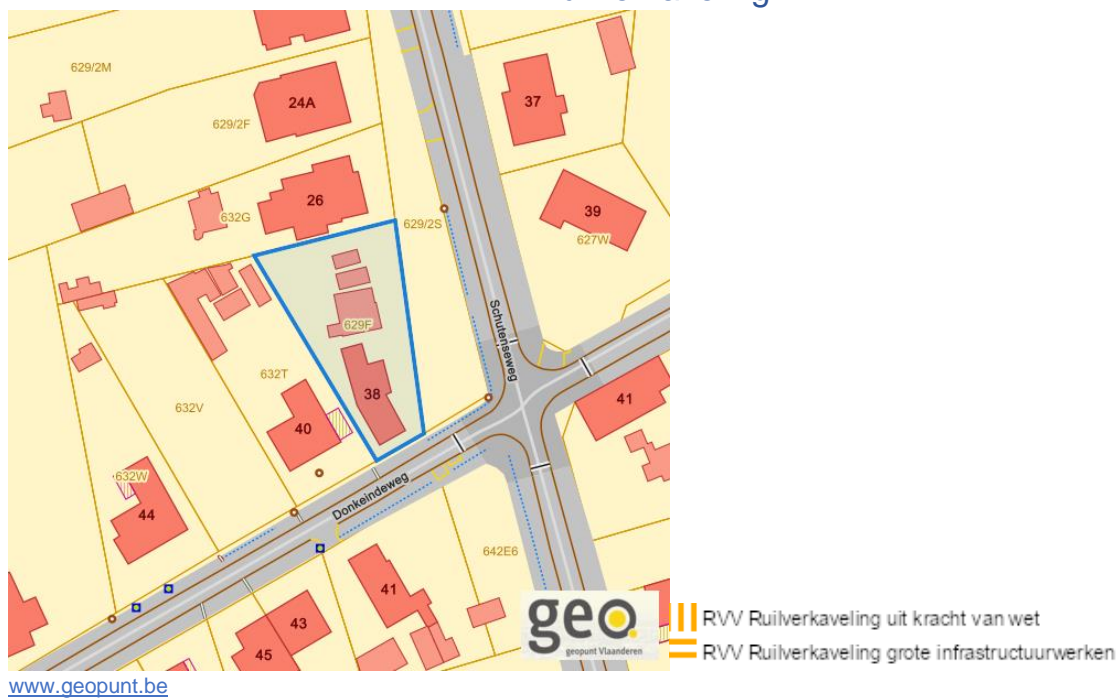 629/2M
24A
37
629/2F
26
39
632G
629/2S
627W
629F
Schutenseweg
632T
38
632V
40
41
632W
Donkeindeweg
44
642E6
41
43
45
geo
geopunt Vlaanderen
RVV Ruilverkaveling uit kracht van wet
RVV Ruilverkaveling grote infrastructuurwerken
www.geopunt.be